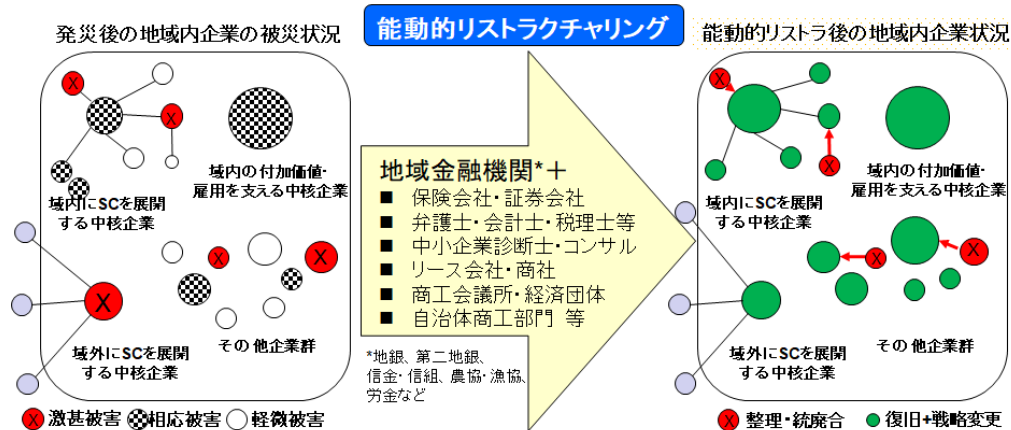 能動的リストラクチャリング
発災後の地域内企業の被災状況
X
X
域内の付加価値・
雇用を支える中核企業
域内にSCを展開
する中核企業
X
X
X
域外にSCを展開
する中核企業
その他企業群
X激甚被害 相応被害 軽微被害
地域金融機関*+
■ 保険会社・証券会社
■ 弁護士・会計士・税理士等
■ 中小企業診断士・コンサル
■ リース会社・商社
■ 商工会議所・経済団体
■ 自治体商工部門 等
*地銀、第二地銀、
信金・信組、農協・漁協、
労金など
能動的リストラ後の地域内企業状況
X
X
域内の付加価値・
雇用を支える中核企業
域内にSCを展開
する中核企業
X
X
域外にSCを展開
する中核企業
その他企業群
X 整理・統廃合 復旧+戦略変更